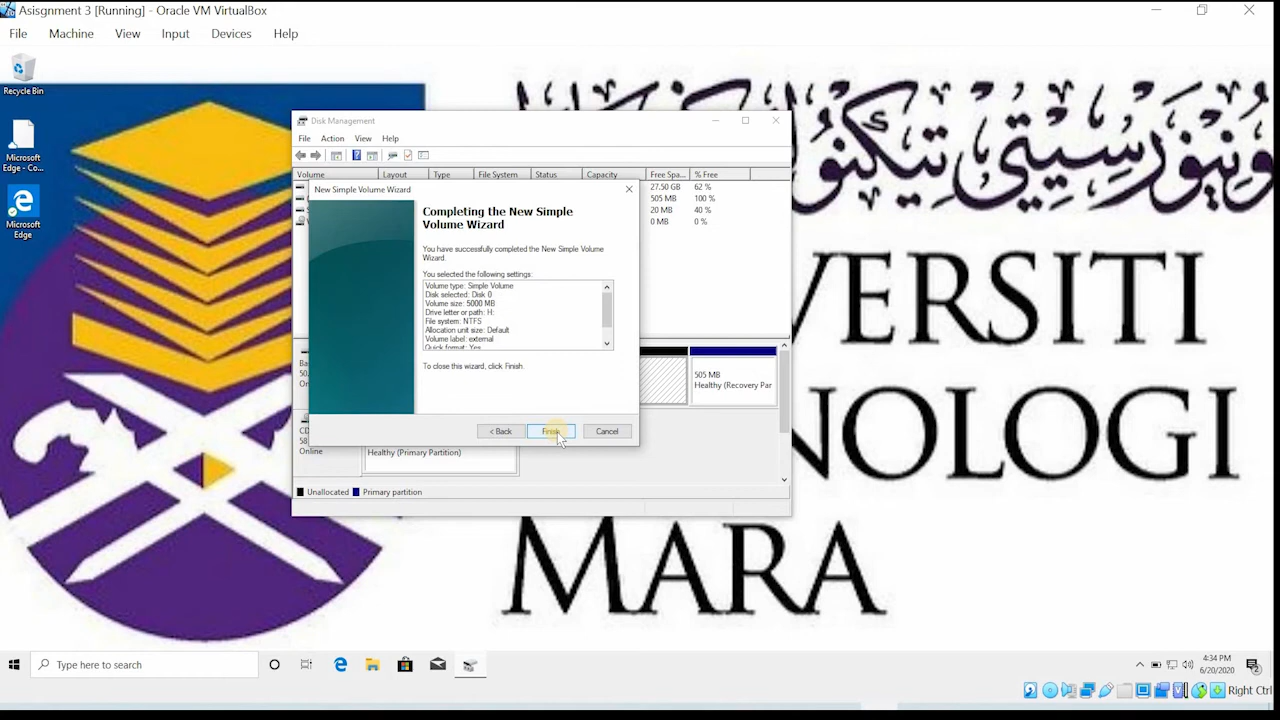 Asisgnment 3 [Running] - Oracle VM VirtualBox
File Machine View Input Devices Help
Recycle Bin
Microsoft
Edge - Co...
Microsoft
Edge
Disk Management
File Action View Help
Volume Layout Type File System Status Capacity Free Spa... % Free
27.50 GB 62 %
505 MB 100 %
20 MB 40 %
0 MB 0 %
New Simple Volume Wizard
Completing the New Simple
Volume Wizard
You have successfully completed the New Simple Volume
Wizard.
You selected the following settings:
Volume type: Simple Volume
Disk selected: Disk 0
Volume size: 5000 MB
Drive letter or path: H:
File system: NTFS
Allocation unit size: Default
Volume label: external
Quick format: Yes
To close this wizard, click Finish.
< Back Finish Cancel
505 MB
Healthy (Recovery Par
Online
Healthy (Primary Partition)
Unallocated Primary partition
VERSITI
NOLOGI
MARA
Type here to search
4:34 PM
6/20/2020
Right Ctrl